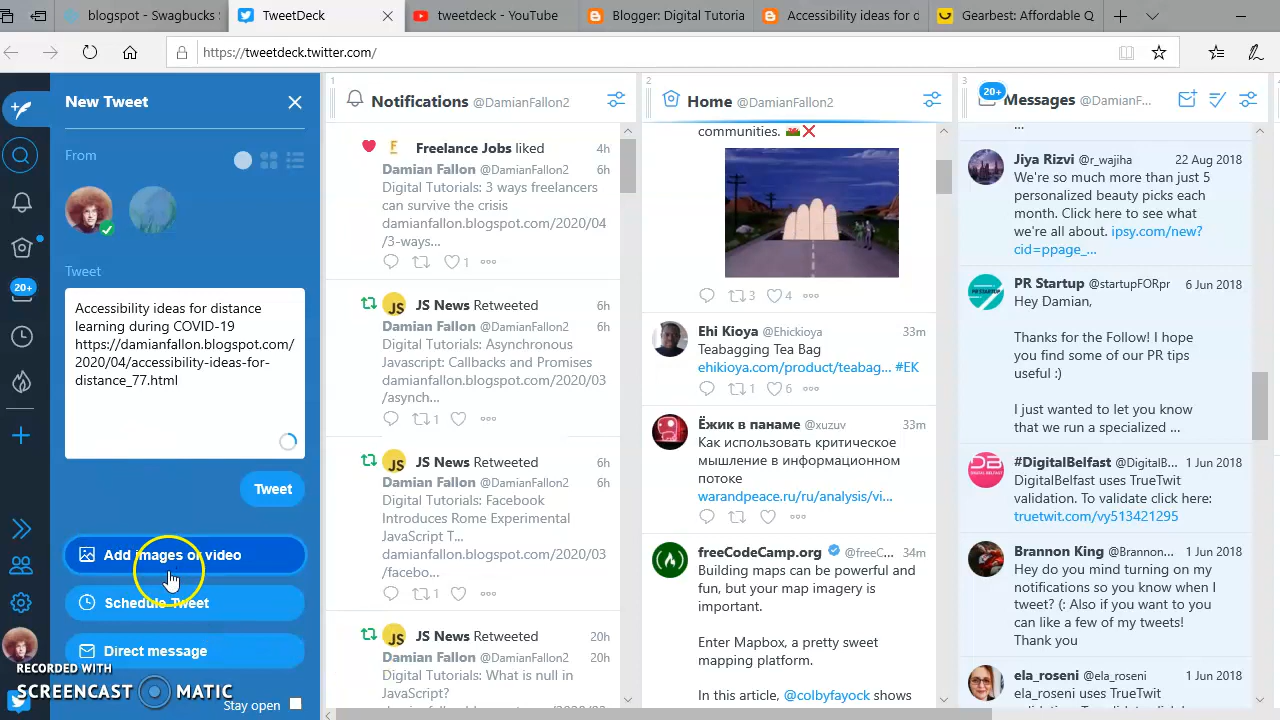 blogspot - Swagbucks
TweetDeck
tweetdeck - YouTube
Blogger: Digital Tutoria
Accessibility ideas for d
Gearbest: Affordable Q
https://tweetdeck.twitter.com/
New Tweet
From
Tweet
Accessibility ideas for distance
learning during COVID-19
https://damianfallon.blogspot.com/
2020/04/accessibility-ideas-for-
distance_77.html
Tweet
Add images or video
Schedule Tweet
Direct message
Stay open
20+
RECORDED WITH
SCREENCAST MATIC
1
Notifications @DamianFallon2
Freelance Jobs liked 4h
Damian Fallon @DamianFallon2 6h
Digital Tutorials: 3 ways freelancers
can survive the crisis
damianfallon.blogspot.com/2020/04
/3-ways...
1
JS News Retweeted 6h
Damian Fallon @DamianFallon2 6h
Digital Tutorials: Asynchronous
Javascript: Callbacks and Promises
damianfallon.blogspot.com/2020/03
/asynch...
1
JS News Retweeted 6h
Damian Fallon @DamianFallon2 6h
Digital Tutorials: Facebook
Introduces Rome Experimental
JavaScript T...
damianfallon.blogspot.com/2020/03
/facebo...
1
JS News Retweeted 20h
Damian Fallon @DamianFallon2 20h
Digital Tutorials: What is null in
JavaScript?
2
Home @DamianFallon2
communities.
3 4
Ehi Kioya @Ehickioya 33m
Teabagging Tea Bag
ehikioya.com/product/teabag... #EK
1 6
Ёжик в панаме @xuzuv 33m
Как использовать критическое
мышление в информационном
потоке
warandpeace.ru/ru/analysis/vi...
freeCodeCamp.org @freeC... 34m
Building maps can be powerful and
fun, but your map imagery is
important.
Enter Mapbox, a pretty sweet
mapping platform.
In this article, @colbyfayock shows
3
20+
Messages @DamianF...
...
Jiya Rizvi @r_wajiha 22 Aug 2018
We're so much more than just 5
personalized beauty picks each
month. Click here to see what
we're all about. ipsy.com/new?
cid=ppage_...
PR Startup @startupFORpr 6 Jun 2018
Hey Damian,
Thanks for the Follow! I hope
you find some of our PR tips
useful :)
I just wanted to let you know
that we run a specialized ...
#DigitalBelfast @DigitalB... 1 Jun 2018
DigitalBelfast uses TrueTwit
validation. To validate click here:
truetwit.com/vy513421295
Brannon King @Brannon... 1 Jun 2018
Hey do you mind turning on my
notifications so you know when I
tweet? (: Also if you want to you
can like a few of my tweets!
Thank you
ela_roseni @ela_roseni 1 Jun 2018
ela_roseni uses TrueTwit